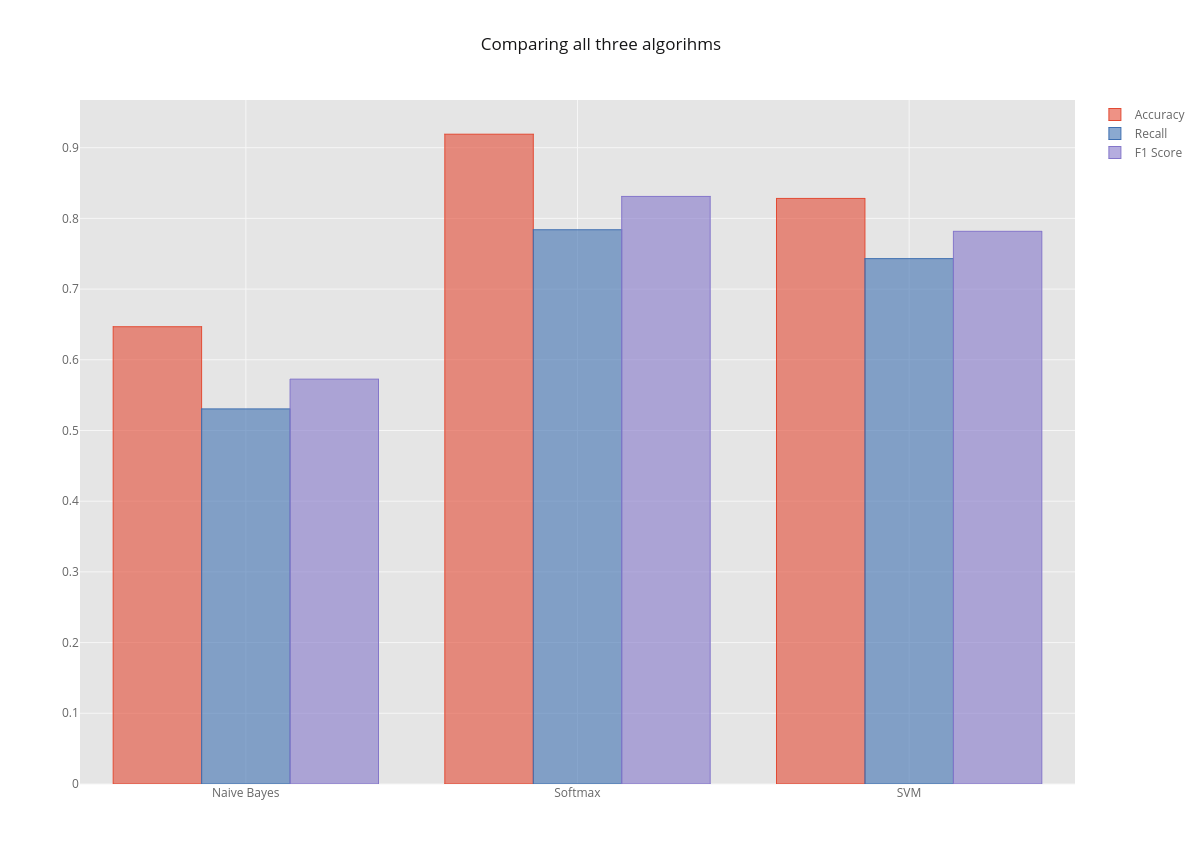 Comparing all three algorihms
Accuracy
Recall
F1 Score
0.9
0.8
0.7
0.6
0.5
0.4
0.3
0.2
0.1
0
Naive Bayes
Softmax
SVM